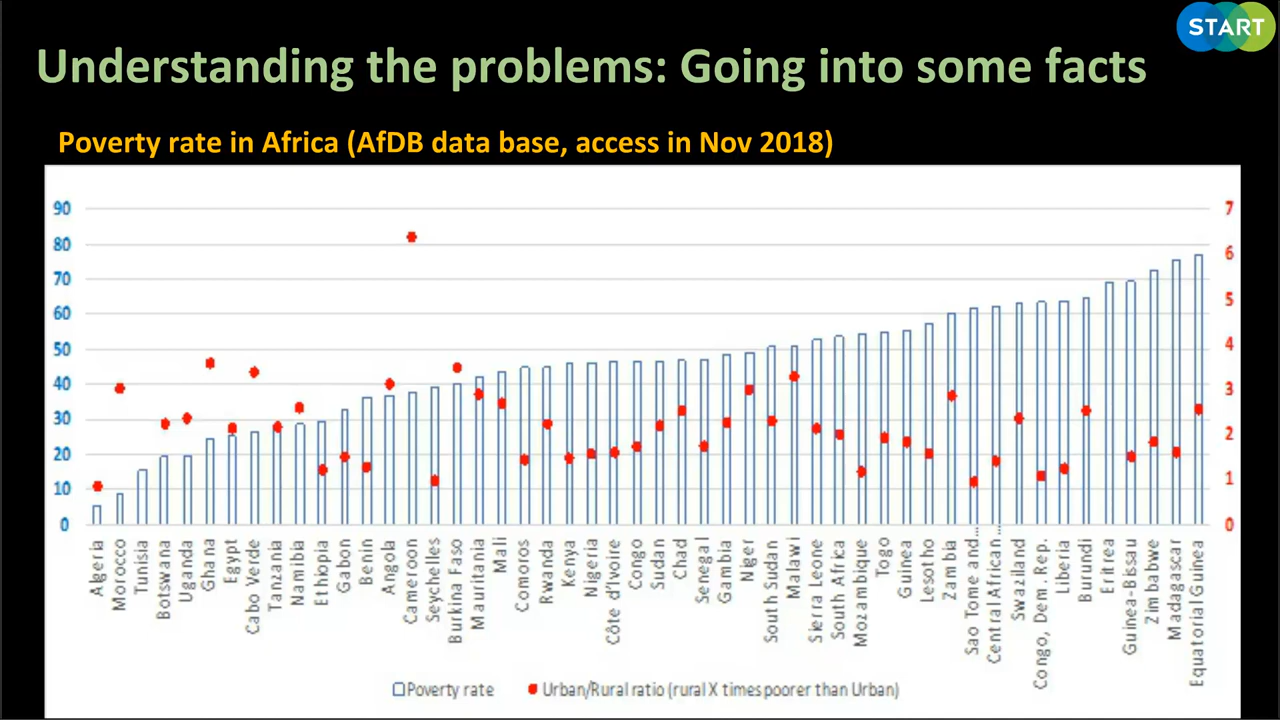 START
Understanding the problems: Going into some facts
Poverty rate in Africa (AfDB data base, access in Nov 2018)
90
80
70
60
50
40
30
20
10
0
7
6
5
4
3
2
1
0
Algeria
Morocco
Tunisia
Botswana
Uganda
Ghana
Egypt
Cabo Verde
Tanzania
Namibia
Ethiopia
Gabon
Benin
Angola
Cameroon
Seychelles
Burkina Faso
Mauritania
Mali
Comoros
Rwanda
Kenya
Nigeria
Côte d'Ivoire
Congo
Sudan
Chad
Senegal
Gambia
Niger
South Sudan
Malawi
Sierra Leone
South Africa
Mozambique
Togo
Guinea
Lesotho
Zambia
Sao Tome and...
Central African...
Swaziland
Congo, Dem. Rep.
Liberia
Burundi
Eritrea
Guinea-Bissau
Zimbabwe
Madagascar
Equatorial Guinea
Poverty rate
Urban/Rural ratio (rural X times poorer than Urban)